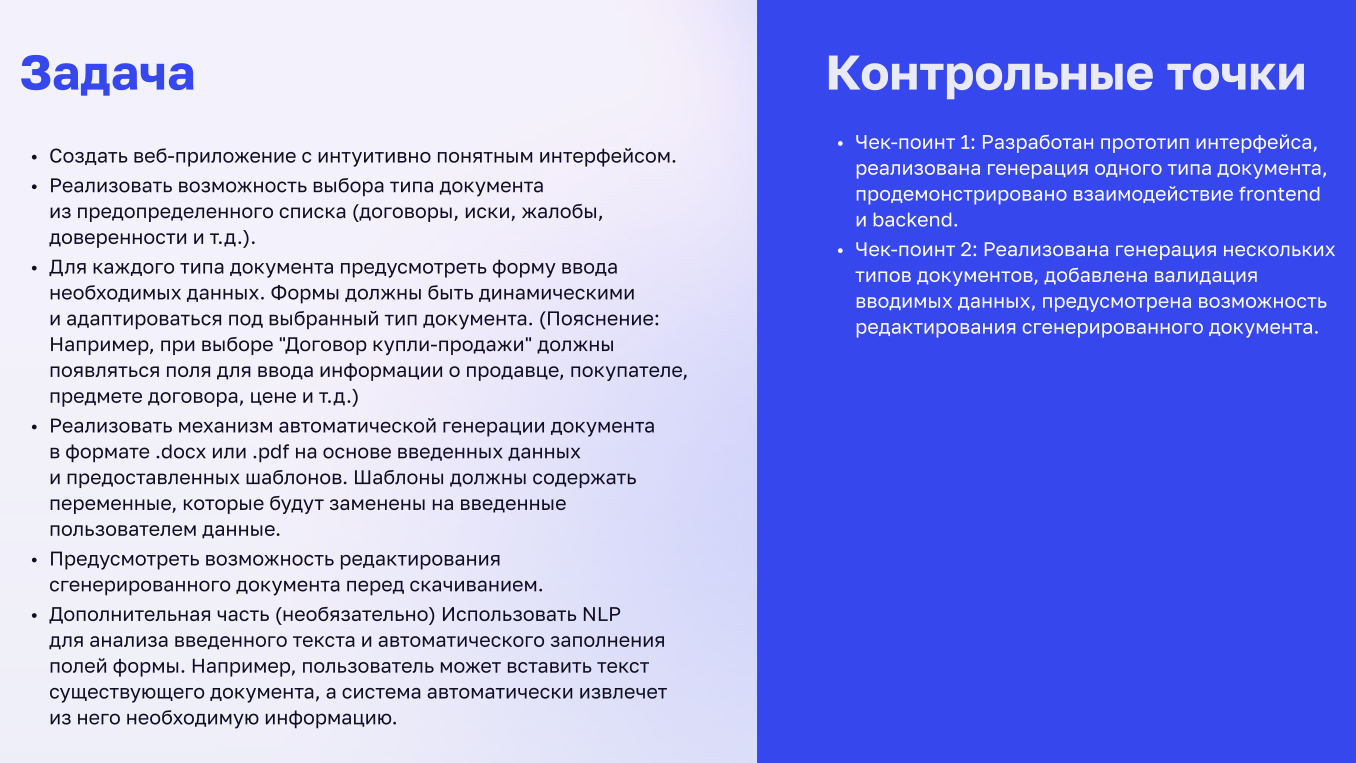 Задача
• Создать веб-приложение с интуитивно понятным интерфейсом.
• Реализовать возможность выбора типа документа
из предопределенного списка (договоры, иски, жалобы,
доверенности и т.д.).
• Для каждого типа документа предусмотреть форму ввода
необходимых данных. Формы должны быть динамическими
и адаптироваться под выбранный тип документа. (Пояснение:
Например, при выборе "Договор купли-продажи" должны
появляться поля для ввода информации о продавце, покупателе,
предмете договора, цене и т.д.)
• Реализовать механизм автоматической генерации документа
в формате .docx или .pdf на основе введенных данных
и предоставленных шаблонов. Шаблоны должны содержать
переменные, которые будут заменены на введенные
пользователем данные.
• Предусмотреть возможность редактирования
сгенерированного документа перед скачиванием.
• Дополнительная часть (необязательно) Использовать NLP
для анализа введенного текста и автоматического заполнения
полей формы. Например, пользователь может вставить текст
существующего документа, а система автоматически извлечет
из него необходимую информацию.
Контрольные точки
• Чек-поинт 1: Разработан прототип интерфейса,
реализована генерация одного типа документа,
продемонстрировано взаимодействие frontend
и backend.
• Чек-поинт 2: Реализована генерация нескольких
типов документов, добавлена валидация
вводимых данных, предусмотрена возможность
редактирования сгенерированного документа.